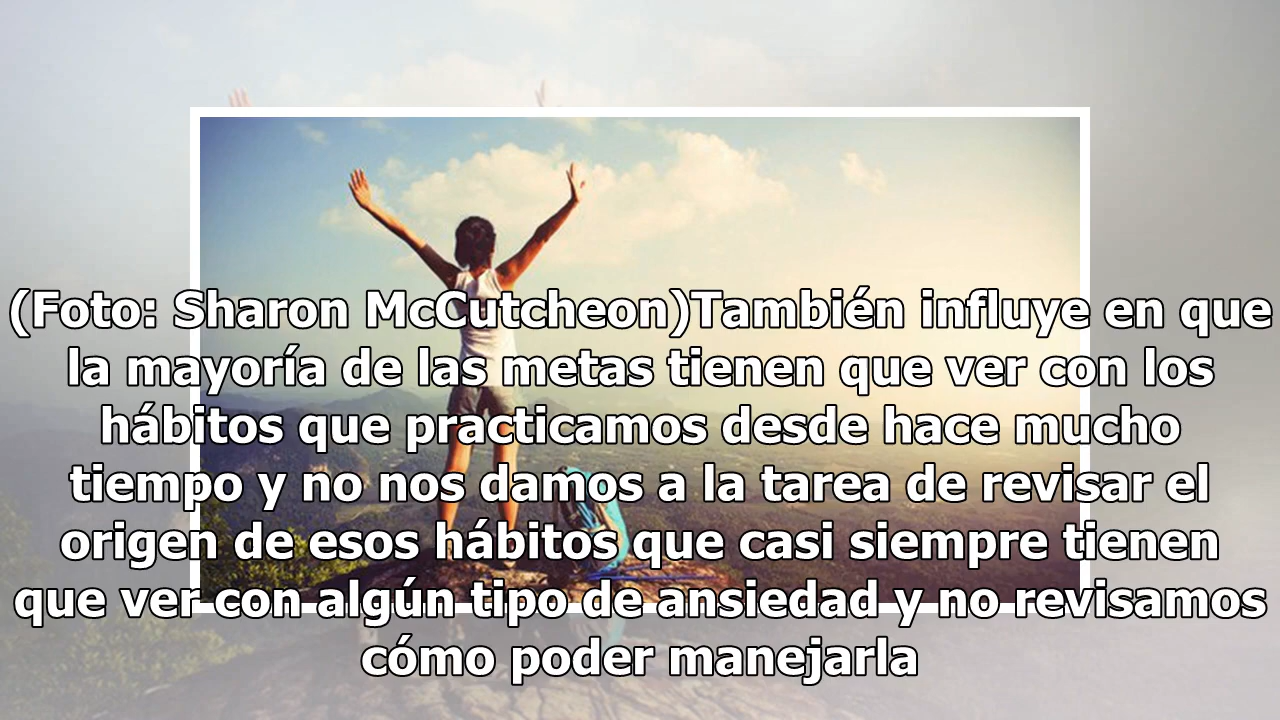 (Foto: Sharon McCutcheon)También influye en que
la mayoría de las metas tienen que ver con los
hábitos que practicamos desde hace mucho
tiempo y no nos damos a la tarea de revisar el
origen de esos hábitos que casi siempre tienen
que ver con algún tipo de ansiedad y no revisamos
cómo poder manejarla